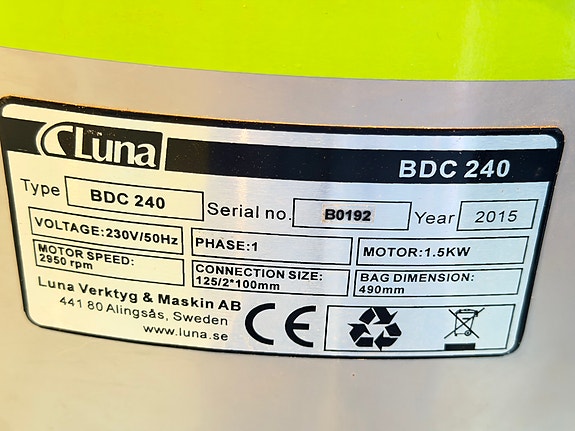 Luna
BDC 240
Type BDC 240 Serial no. B0192 Year 2015
VOLTAGE:230V/50Hz PHASE:1 MOTOR:1.5KW
MOTOR SPEED: 2950 rpm CONNECTION SIZE: 125/2*100mm BAG DIMENSION: 490mm
Luna Verktyg & Maskin AB
441 80 Alingsås, Sweden
www.luna.se
CE